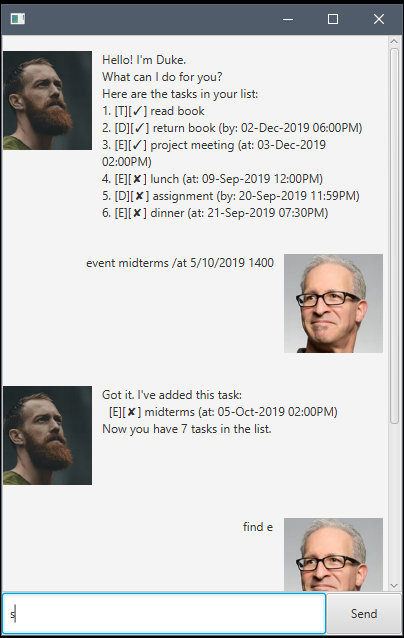 Hello! I'm Duke.
What can I do for you?
Here are the tasks in your list:
1. [T][✓] read book
2. [D][✓] return book (by: 02-Dec-2019 06:00PM)
3. [E][✓] project meeting (at: 03-Dec-2019
02:00PM)
4. [E][✘] lunch (at: 09-Sep-2019 12:00PM)
5. [D][✘] assignment (by: 20-Sep-2019 11:59PM)
6. [E][✘] dinner (at: 21-Sep-2019 07:30PM)
event midterms /at 5/10/2019 1400
Got it. I've added this task:
[E][✘] midterms (at: 05-Oct-2019 02:00PM)
Now you have 7 tasks in the list.
find e
s
Send